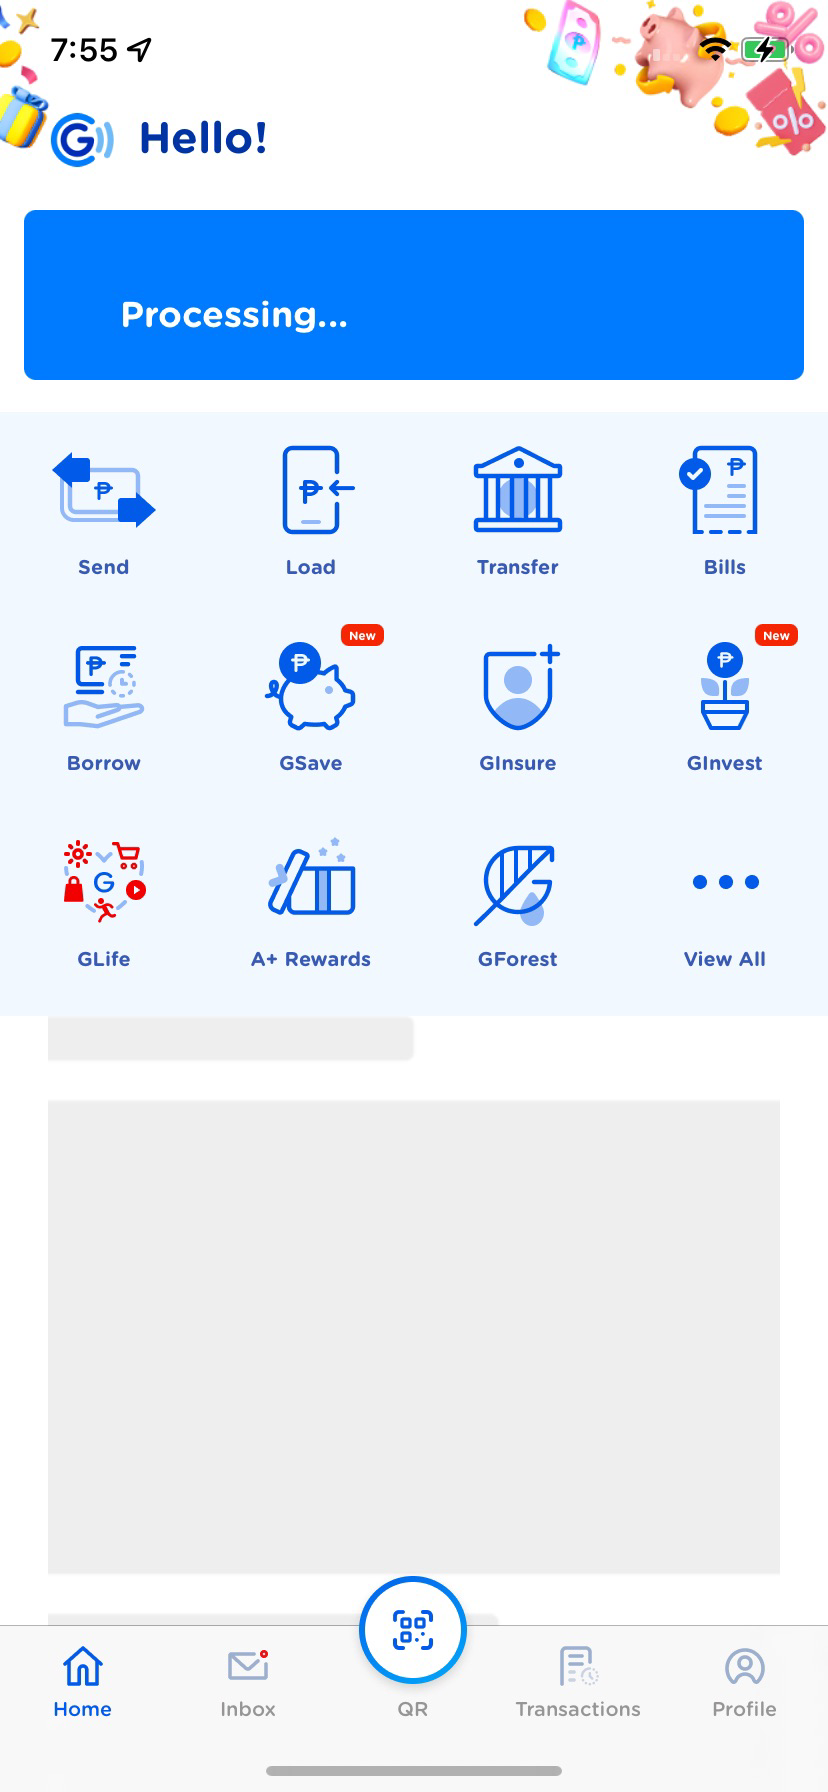 7:55
Hello!
Processing...
Send
Load
Transfer
Bills
Borrow
New
GSave
GInsure
New
GInvest
GLife
A+ Rewards
GForest
View All
Home
Inbox
QR
Transactions
Profile